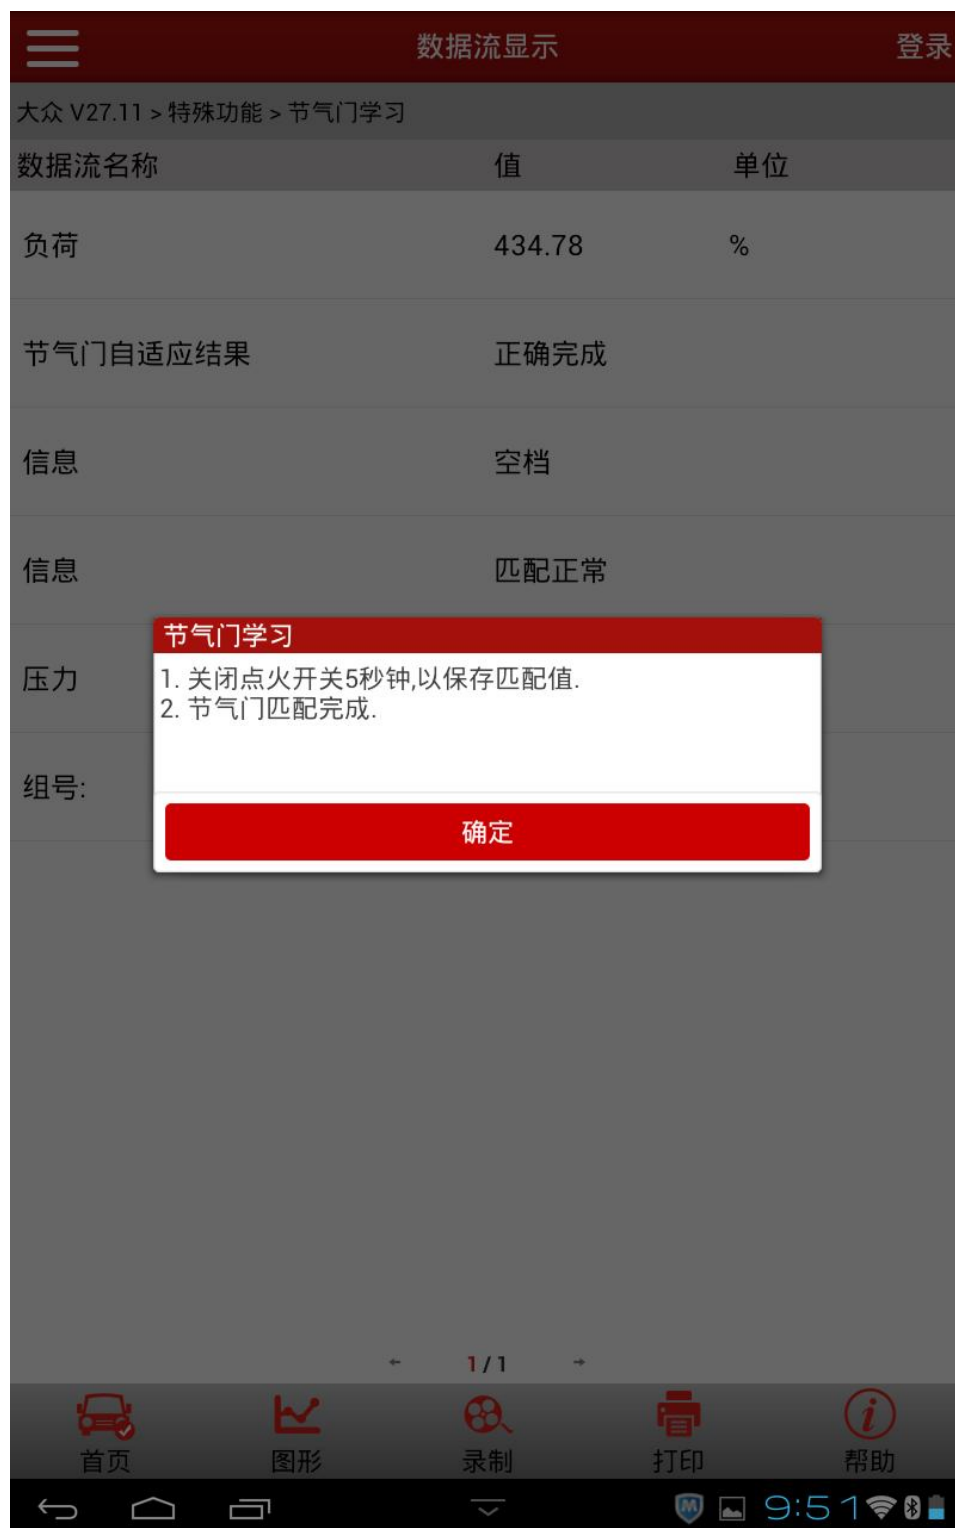 数据流显示 登录
大众 V27.11 > 特殊功能 > 节气门学习
数据流名称 值 单位
负荷 434.78 %
节气门自适应结果 正确完成
信息 空档
信息 匹配正常
压力
组号:
节气门学习
1. 关闭点火开关5秒钟,以保存匹配值.
2. 节气门匹配完成.
确定
1 / 1
首页 图形 录制 打印 帮助
9:51